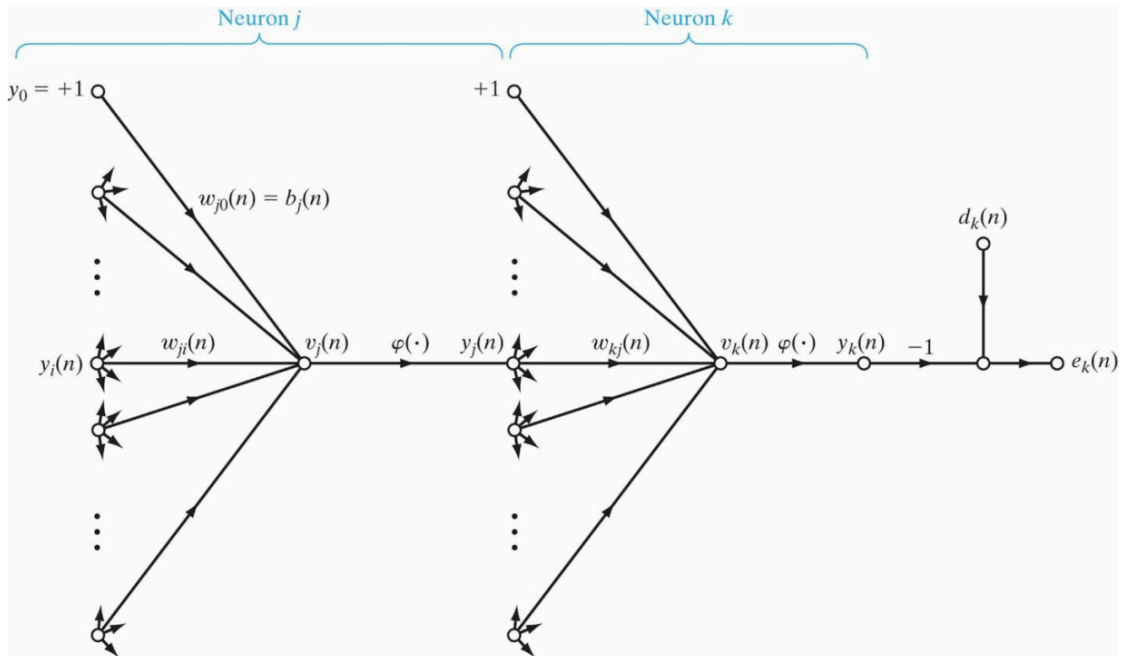 Neuron j
Neuron k
y₀ = +1
+1
wⱼ₀(n) = bⱼ(n)
dₖ(n)
yᵢ(n)
wⱼᵢ(n)
vⱼ(n)
φ(·)
yⱼ(n)
wₖⱼ(n)
vₖ(n)
φ(·)
yₖ(n)
−1
eₖ(n)